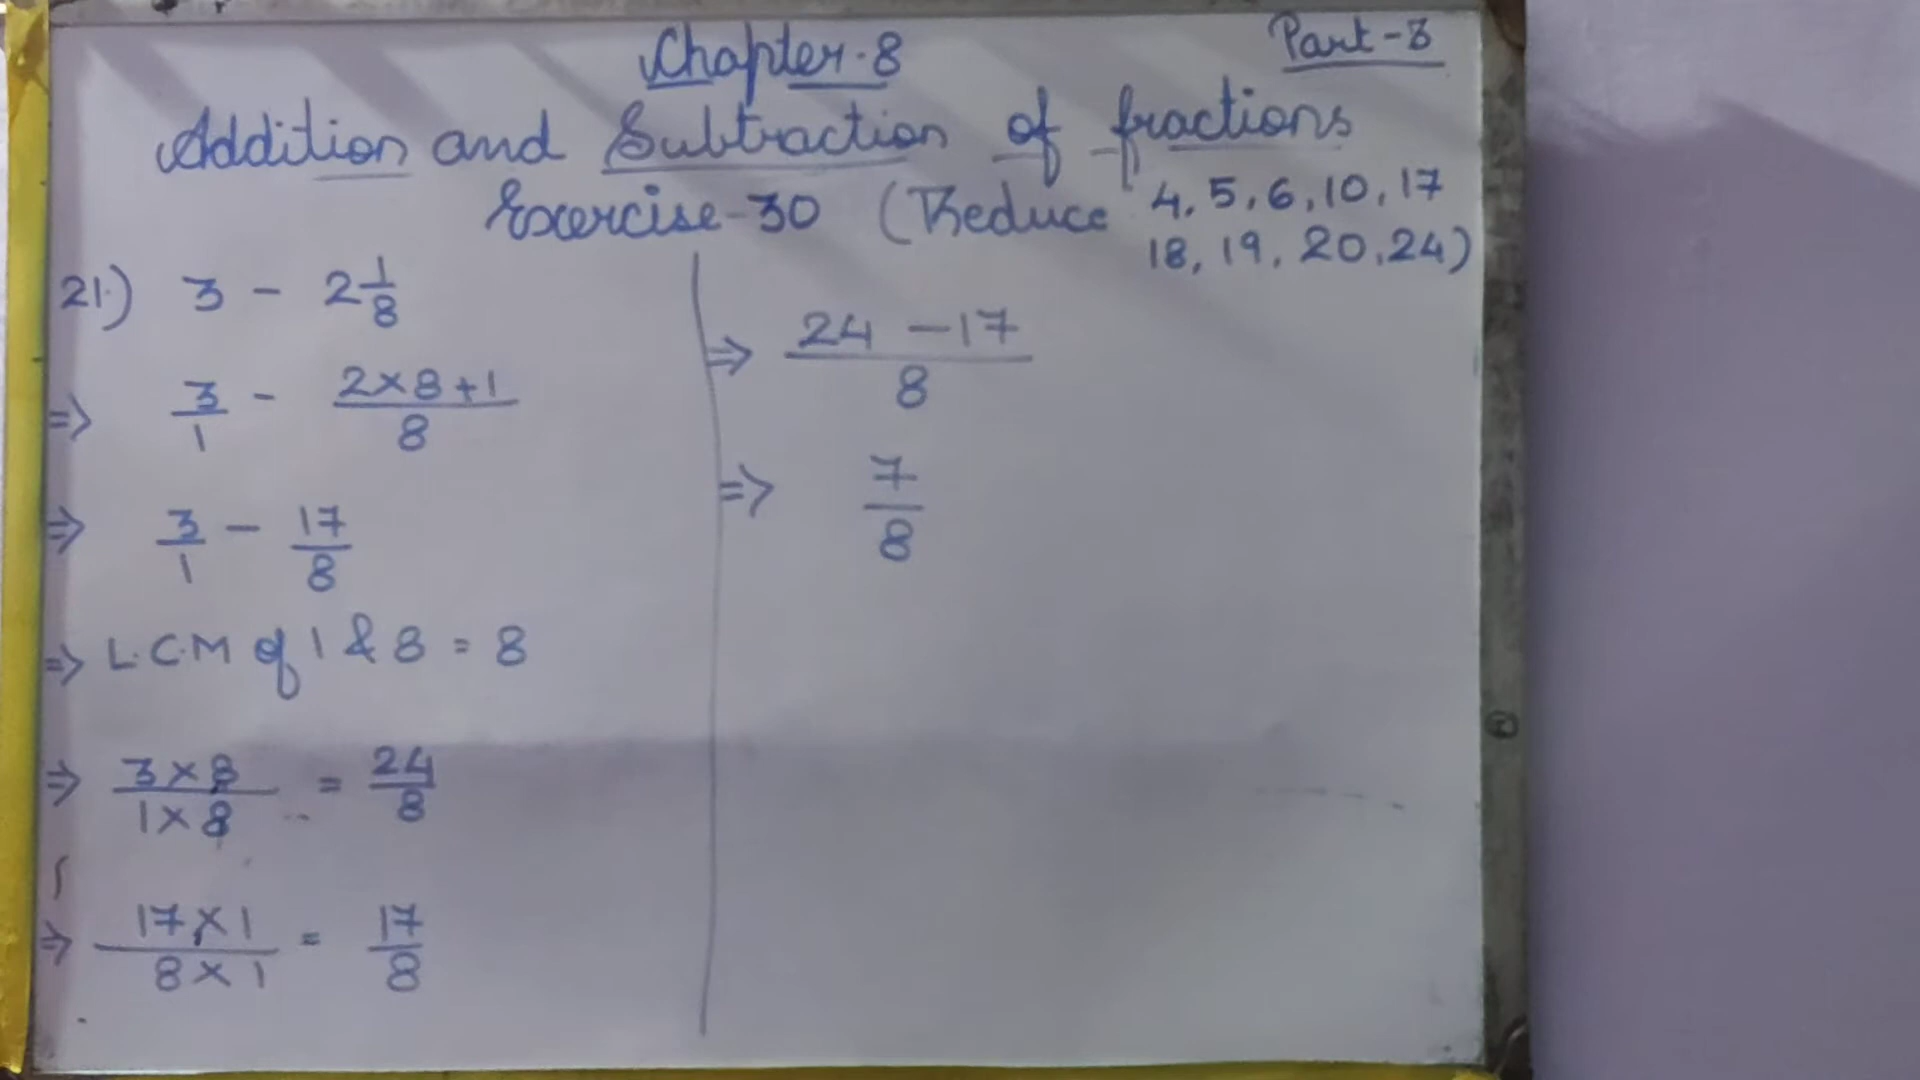 Chapter-8
Part-3
Addition and Subtraction of fractions
Exercise-30 (Reduce 4, 5, 6, 10, 17
18, 19, 20, 24)
21.) 3 - 2 1/8
⇒ 3/1 - (2×8+1)/8
⇒ 3/1 - 17/8
⇒ L.C.M of 1 & 8 = 8
⇒ (3×8)/(1×8) = 24/8
⇒ (17×1)/(8×1) = 17/8
⇒ (24-17)/8
⇒ 7/8